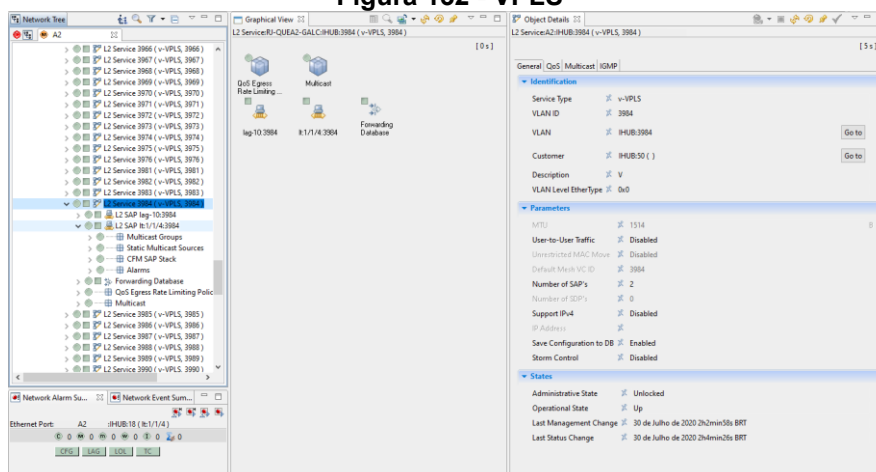 Figura 162 - VPLS
Network Tree
A2
L2 Service 3966 ( v-VPLS, 3966 )
L2 Service 3967 ( v-VPLS, 3967 )
L2 Service 3968 ( v-VPLS, 3968 )
L2 Service 3969 ( v-VPLS, 3969 )
L2 Service 3970 ( v-VPLS, 3970 )
L2 Service 3971 ( v-VPLS, 3971 )
L2 Service 3972 ( v-VPLS, 3972 )
L2 Service 3973 ( v-VPLS, 3973 )
L2 Service 3974 ( v-VPLS, 3974 )
L2 Service 3975 ( v-VPLS, 3975 )
L2 Service 3976 ( v-VPLS, 3976 )
L2 Service 3981 ( v-VPLS, 3981 )
L2 Service 3982 ( v-VPLS, 3982 )
L2 Service 3983 ( v-VPLS, 3983 )
L2 Service 3984 ( v-VPLS, 3984 )
L2 SAP lag-10:3984
L2 SAP lt:1/1/4:3984
Multicast Groups
Static Multicast Sources
CFM SAP Stack
Alarms
Forwarding Database
QoS Egress Rate Limiting Polic
Multicast
L2 Service 3985 ( v-VPLS, 3985 )
L2 Service 3986 ( v-VPLS, 3986 )
L2 Service 3987 ( v-VPLS, 3987 )
L2 Service 3988 ( v-VPLS, 3988 )
L2 Service 3989 ( v-VPLS, 3989 )
L2 Service 3990 ( v-VPLS, 3990 )
Network Alarm Su...
Network Event Sum...
Ethernet Port: A2 :IHUB:18 ( lt:1/1/4 )
C 0 M 0 m 0 w 0 I 0 0
CFG LAG LOL TC
Graphical View
L2 Service:RJ-QUEA2-GALC:IHUB:3984 ( v-VPLS, 3984 )
[ 0 s ]
QoS Egress
Rate Limiting ...
Multicast
lag-10:3984
lt:1/1/4:3984
Forwarding
Database
Object Details
L2 Service:A2:IHUB:3984 ( v-VPLS, 3984 )
[ 5 s ]
General QoS Multicast IGMP
Identification
Service Type v-VPLS
VLAN ID 3984
VLAN IHUB:3984 Go to
Customer IHUB:50 ( ) Go to
Description V
VLAN Level EtherType 0x0
Parameters
MTU 1514 B
User-to-User Traffic Disabled
Unrestricted MAC Move Disabled
Default Mesh VC ID 3984
Number of SAP's 2
Number of SDP's 0
Support IPv4 Disabled
IP Address
Save Configuration to DB Enabled
Storm Control Disabled
States
Administrative State Unlocked
Operational State Up
Last Management Change 30 de Julho de 2020 2h2min58s BRT
Last Status Change 30 de Julho de 2020 2h4min26s BRT